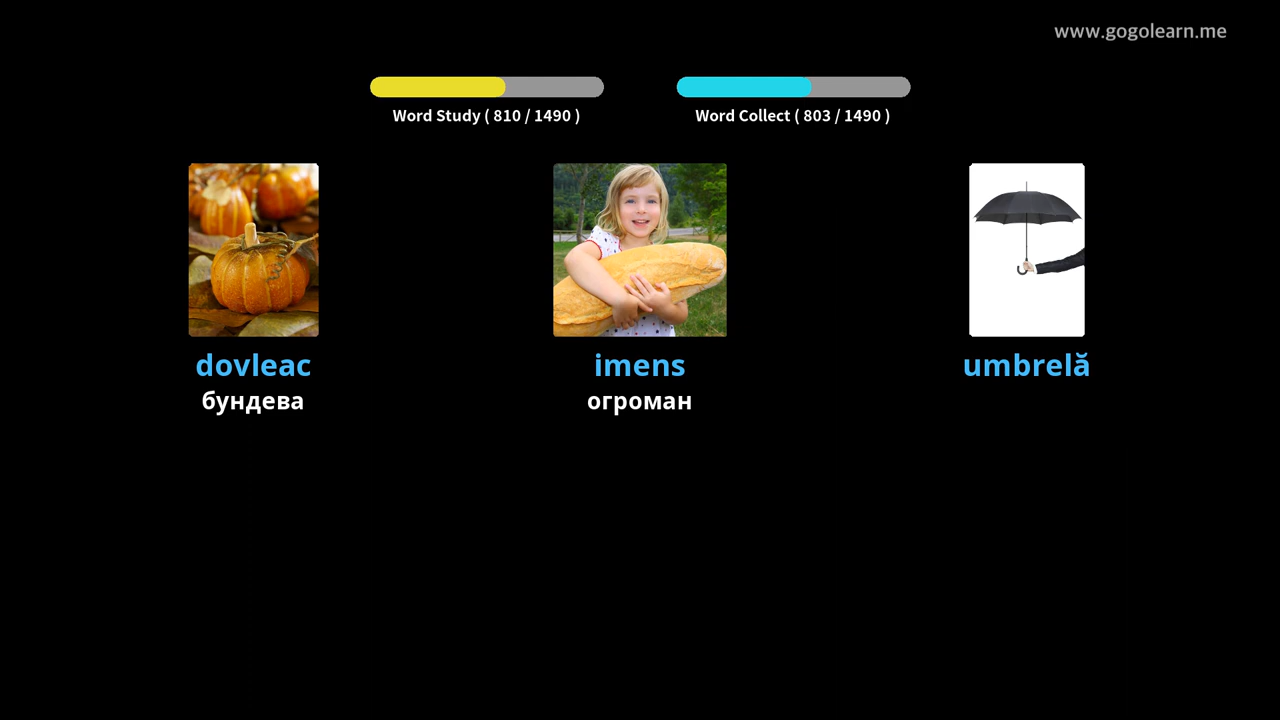 www.gogolearn.me
Word Study ( 810 / 1490 )
Word Collect ( 803 / 1490 )
dovleac
бундева
imens
огроман
umbrelă